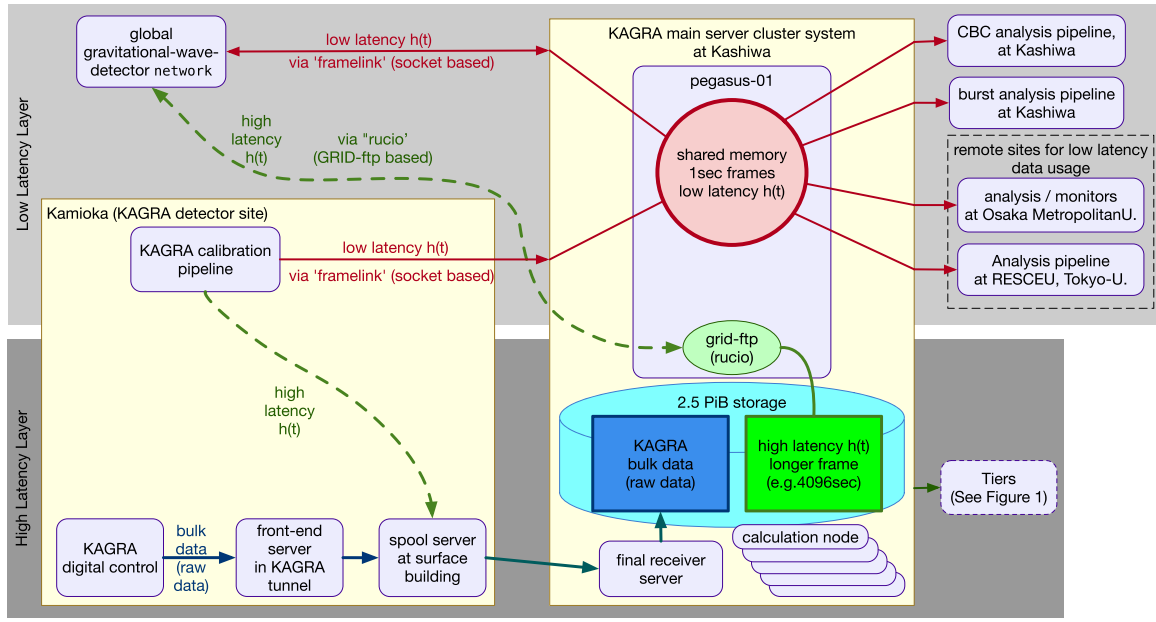 Low Latency Layer
global
gravitational-wave-
detector network
low latency h(t)
via 'framelink' (socket based)
high
latency
h(t)
via "rucio’
(GRID-ftp based)
KAGRA main server cluster system
at Kashiwa
pegasus-01
shared memory
1sec frames
low latency h(t)
CBC analysis pipeline,
at Kashiwa
burst analysis pipeline
at Kashiwa
remote sites for low latency
data usage
analysis / monitors
at Osaka MetropolitanU.
Analysis pipeline
at RESCEU, Tokyo-U.
Kamioka (KAGRA detector site)
KAGRA calibration
pipeline
low latency h(t)
via 'framelink' (socket based)
grid-ftp
(rucio)
High Latency Layer
high
latency
h(t)
2.5 PiB storage
KAGRA
bulk data
(raw data)
high latency h(t)
longer frame
(e.g.4096sec)
Tiers
(See Figure 1)
KAGRA
digital control
bulk
data
(raw
data)
front-end
server
in KAGRA
tunnel
spool server
at surface
building
final receiver
server
calculation node